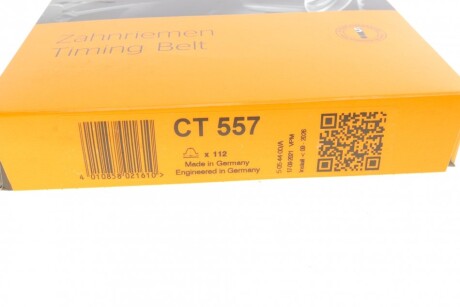 Zahnriemen
Timing Belt
CT 557
x 112
Made in Germany
Engineered in Germany
4 010858 021610 >